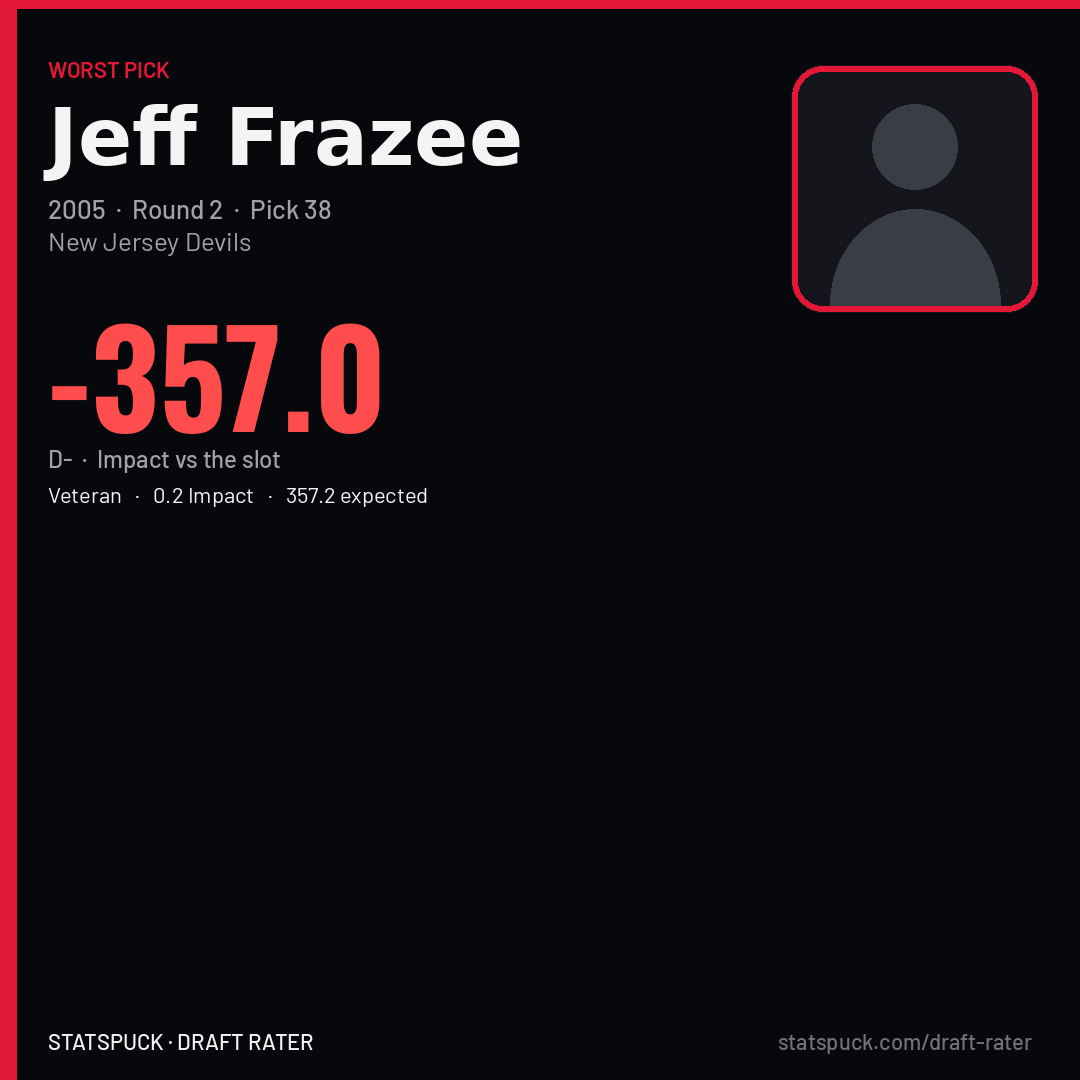 WORST PICK
Jeff Frazee
2005 · Round 2 · Pick 38
New Jersey Devils
-357.0
D- · Impact vs the slot
Veteran · 0.2 Impact · 357.2 expected
STATSPUCK · DRAFT RATER
statspuck.com/draft-rater